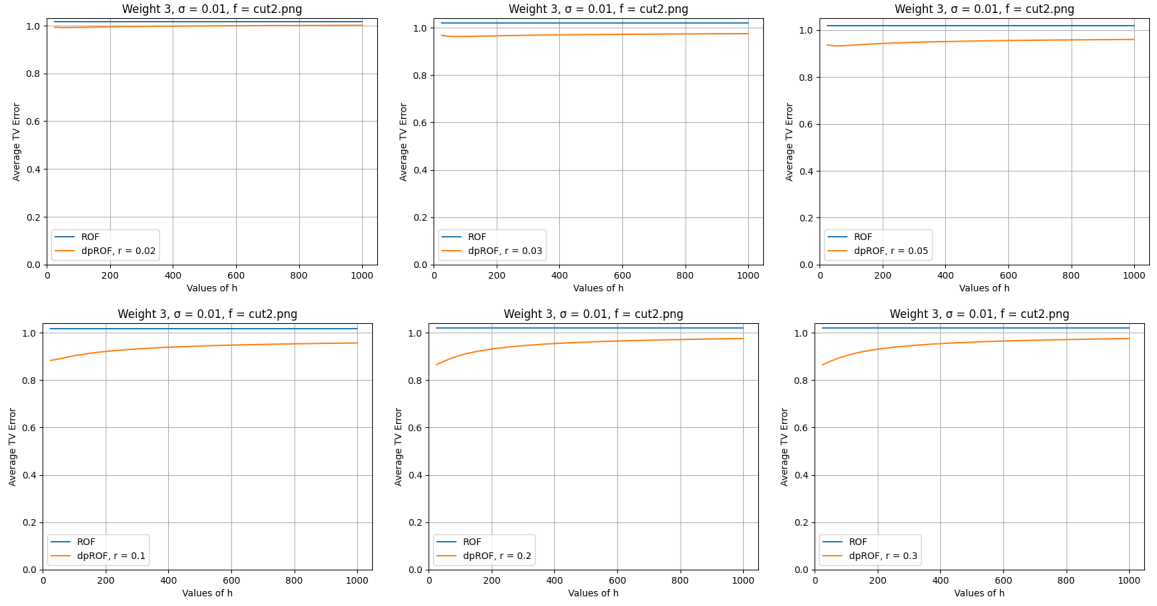 Weight 3, σ = 0.01, f = cut2.png
Average TV Error
1.0
0.8
0.6
0.4
0.2
0.0
ROF
dpROF, r = 0.02
0 200 400 600 800 1000
Values of h
Weight 3, σ = 0.01, f = cut2.png
Average TV Error
1.0
0.8
0.6
0.4
0.2
0.0
ROF
dpROF, r = 0.03
0 200 400 600 800 1000
Values of h
Weight 3, σ = 0.01, f = cut2.png
Average TV Error
1.0
0.8
0.6
0.4
0.2
0.0
ROF
dpROF, r = 0.05
0 200 400 600 800 1000
Values of h
Weight 3, σ = 0.01, f = cut2.png
Average TV Error
1.0
0.8
0.6
0.4
0.2
0.0
ROF
dpROF, r = 0.1
0 200 400 600 800 1000
Values of h
Weight 3, σ = 0.01, f = cut2.png
Average TV Error
1.0
0.8
0.6
0.4
0.2
0.0
ROF
dpROF, r = 0.2
0 200 400 600 800 1000
Values of h
Weight 3, σ = 0.01, f = cut2.png
Average TV Error
1.0
0.8
0.6
0.4
0.2
0.0
ROF
dpROF, r = 0.3
0 200 400 600 800 1000
Values of h